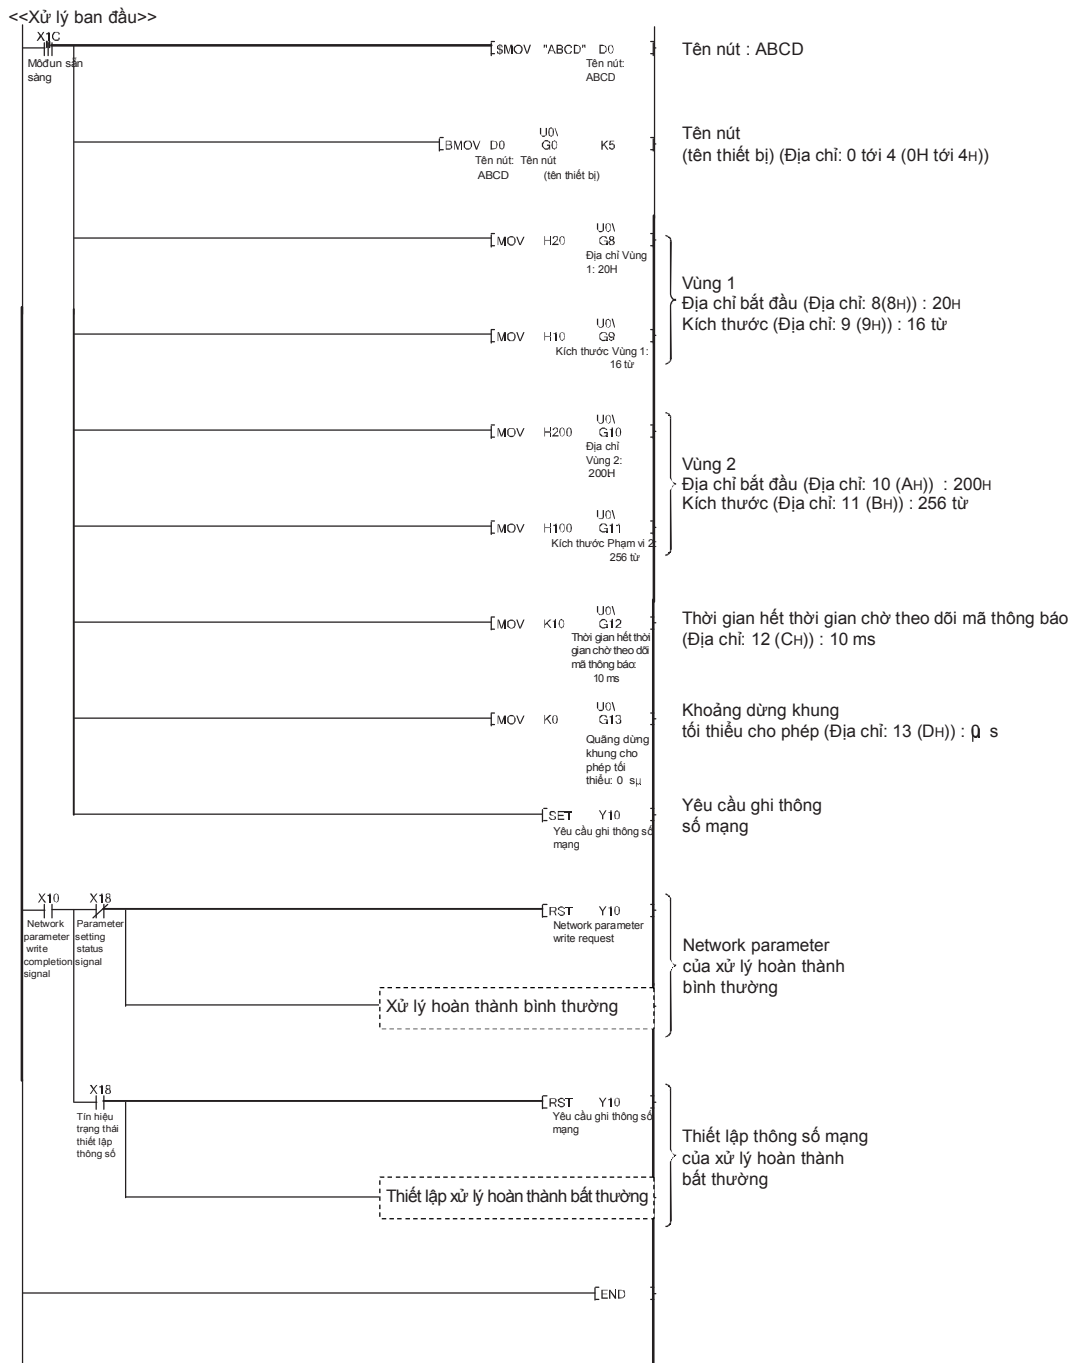 <<Xử lý ban đầu>>
X1C
Môđun sẵn
sàng
$MOV "ABCD" D0
Tên nút:
ABCD
Tên nút : ABCD
BMOV D0 U0\ G0 K5
Tên nút: Tên nút
ABCD (tên thiết bị)
Tên nút
(tên thiết bị) (Địa chỉ: 0 tới 4 (0H tới 4H))
MOV H20 U0\ G8
Địa chỉ Vùng
1: 20H
MOV H10 U0\ G9
Kích thước Vùng 1:
16 từ
Vùng 1
Địa chỉ bắt đầu (Địa chỉ: 8(8H)) : 20H
Kích thước (Địa chỉ: 9 (9H)) : 16 từ
MOV H200 U0\ G10
Địa chỉ
Vùng 2:
200H
MOV H100 U0\ G11
Kích thước Phạm vi 2:
256 từ
Vùng 2
Địa chỉ bắt đầu (Địa chỉ: 10 (AH)) : 200H
Kích thước (Địa chỉ: 11 (BH)) : 256 từ
MOV K10 U0\ G12
Thời gian hết thời
gian chờ theo dõi
mã thông báo:
10 ms
Thời gian hết thời gian chờ theo dõi mã thông báo
(Địa chỉ: 12 (CH)) : 10 ms
MOV K0 U0\ G13
Quãng dừng
khung cho
phép tối
thiểu: 0 sµ
Khoảng dừng khung
tối thiểu cho phép (Địa chỉ: 13 (DH)) : 0µ s
SET Y10
Yêu cầu ghi thông số
mạng
Yêu cầu ghi thông
số mạng
X10 X18
Network
parameter
write
completion
signal
Parameter
setting
status
signal
RST Y10
Network parameter
write request
Xử lý hoàn thành bình thường
Network parameter
của xử lý hoàn thành
bình thường
X18
Tín hiệu
trạng thái
thiết lập
thông số
RST Y10
Yêu cầu ghi thông số
mạng
Thiết lập xử lý hoàn thành bất thường
Thiết lập thông số mạng
của xử lý hoàn thành
bất thường
END